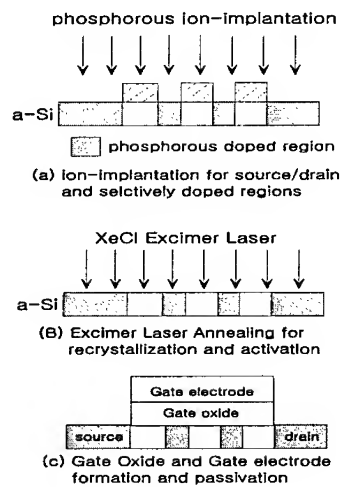 phosphorous ion-implantation
a-Si
phosphorous doped region
(a) ion-implantation for source/drain
and selctively doped regions
XeCl Excimer Laser
a-Si
(B) Excimer Laser Annealing for
recrystallization and activation
Gate electrode
Gate oxide
source
drain
(c) Gate Oxide and Gate electrode
formation and passivation